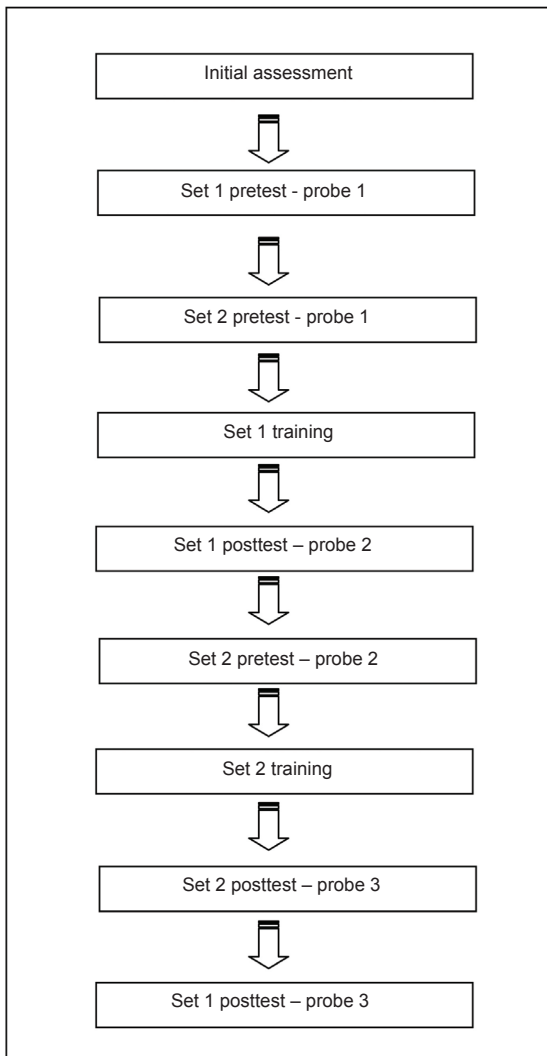 Initial assessment
Set 1 pretest - probe 1
Set 2 pretest - probe 1
Set 1 training
Set 1 posttest – probe 2
Set 2 pretest – probe 2
Set 2 training
Set 2 posttest – probe 3
Set 1 posttest – probe 3